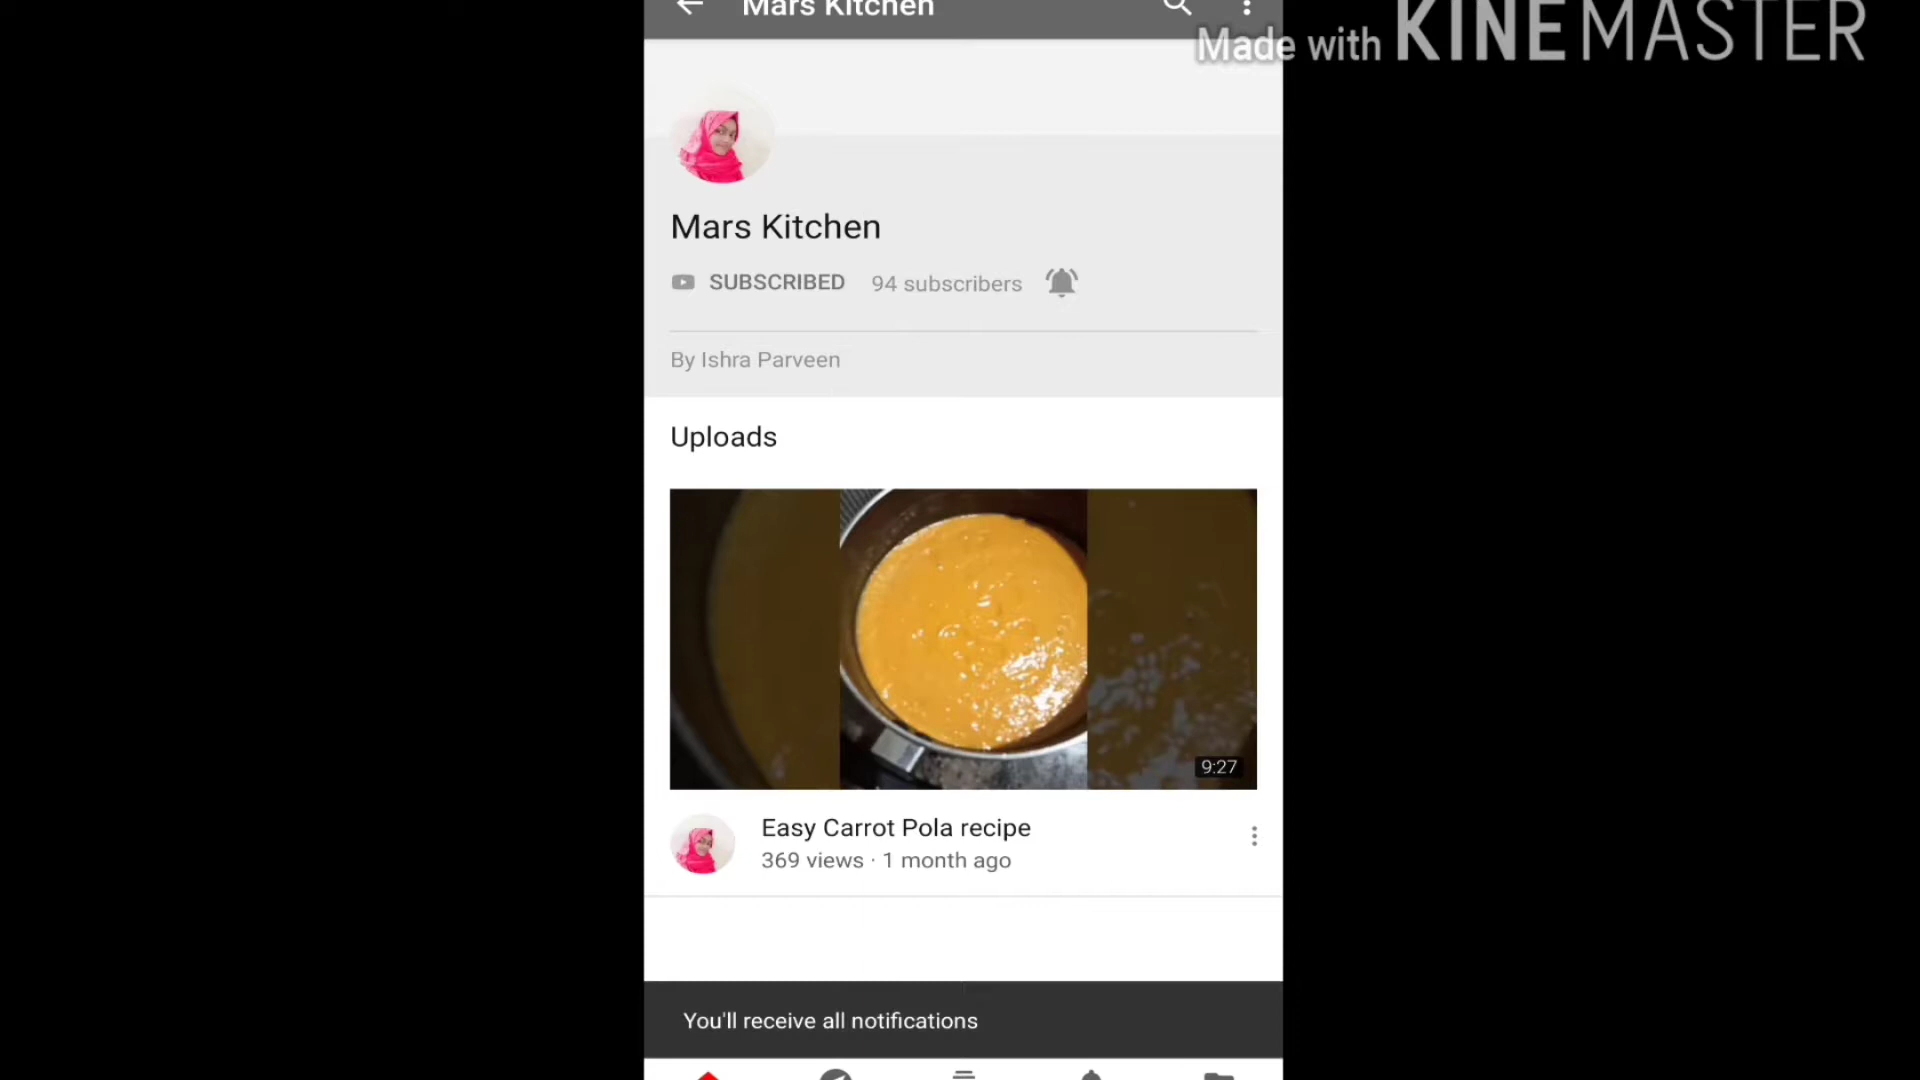 Mars Kitchen
Made with KINEMASTER
Mars Kitchen
SUBSCRIBED 94 subscribers
By Ishra Parveen
Uploads
9:27
Easy Carrot Pola recipe
369 views · 1 month ago
You'll receive all notifications